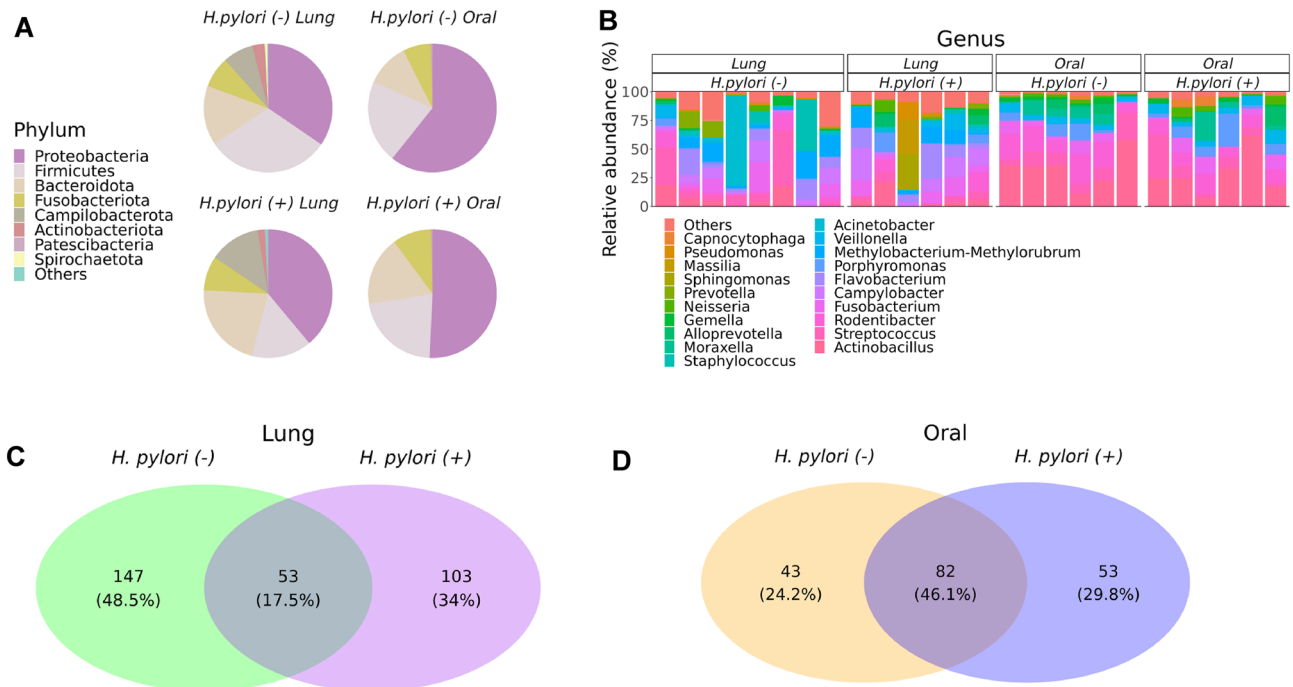 A
H.pylori (-) Lung
H.pylori (-) Oral
Phylum
Proteobacteria
Firmicutes
Bacteroidota
Fusobacteriota
Campilobacterota
Actinobacteriota
Patescibacteria
Spirochaetota
Others
H.pylori (+) Lung
H.pylori (+) Oral
B
Genus
Lung
Lung
Oral
Oral
H.pylori (-)
H.pylori (+)
H.pylori (-)
H.pylori (+)
Relative abundance (%)
100
75
50
25
0
Others
Capnocytophaga
Pseudomonas
Massilia
Sphingomonas
Prevotella
Neisseria
Gemella
Alloprevotella
Moraxella
Staphylococcus
Acinetobacter
Veillonella
Methylobacterium-Methylorubrum
Porphyromonas
Flavobacterium
Campylobacter
Fusobacterium
Rodentibacter
Streptococcus
Actinobacillus
C
Lung
H. pylori (-)
H. pylori (+)
147
(48.5%)
53
(17.5%)
103
(34%)
D
Oral
H. pylori (-)
H. pylori (+)
43
(24.2%)
82
(46.1%)
53
(29.8%)